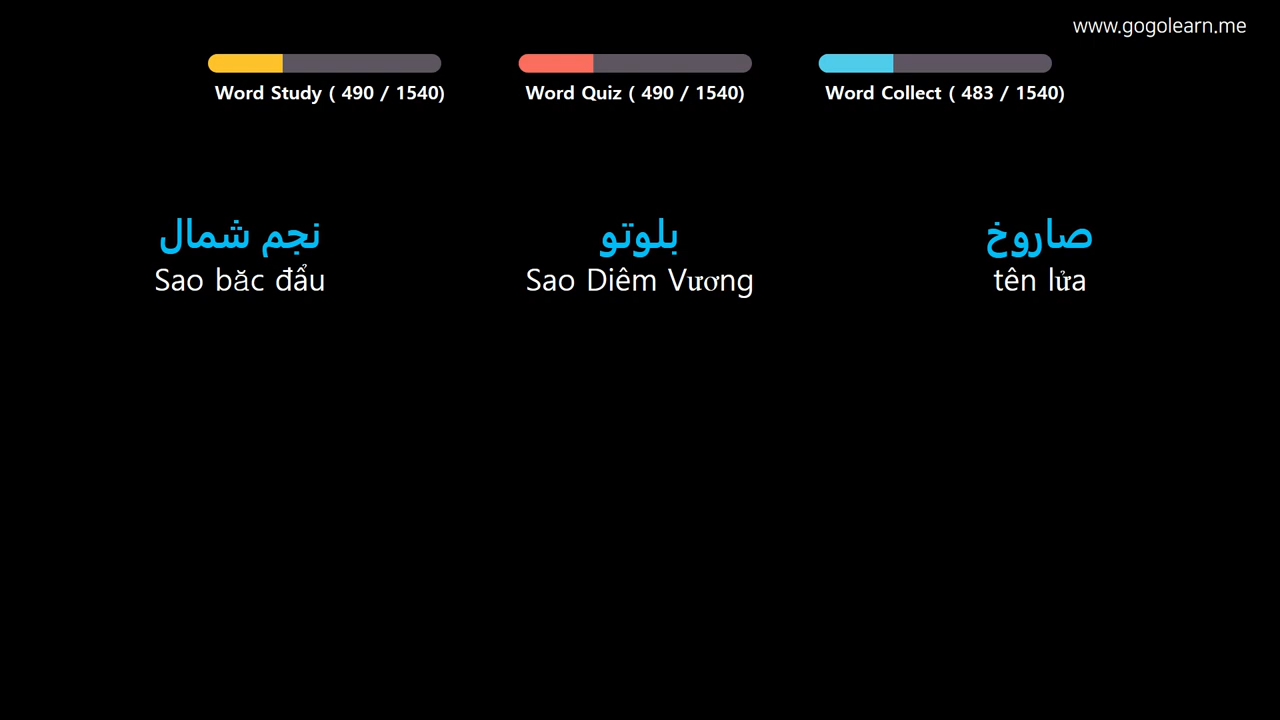 www.gogolearn.me
Word Study ( 490 / 1540)
Word Quiz ( 490 / 1540)
Word Collect ( 483 / 1540)
نجم شمال
Sao băc đẩu
بلوتو
Sao Diêm Vương
صاروخ
tên lửa